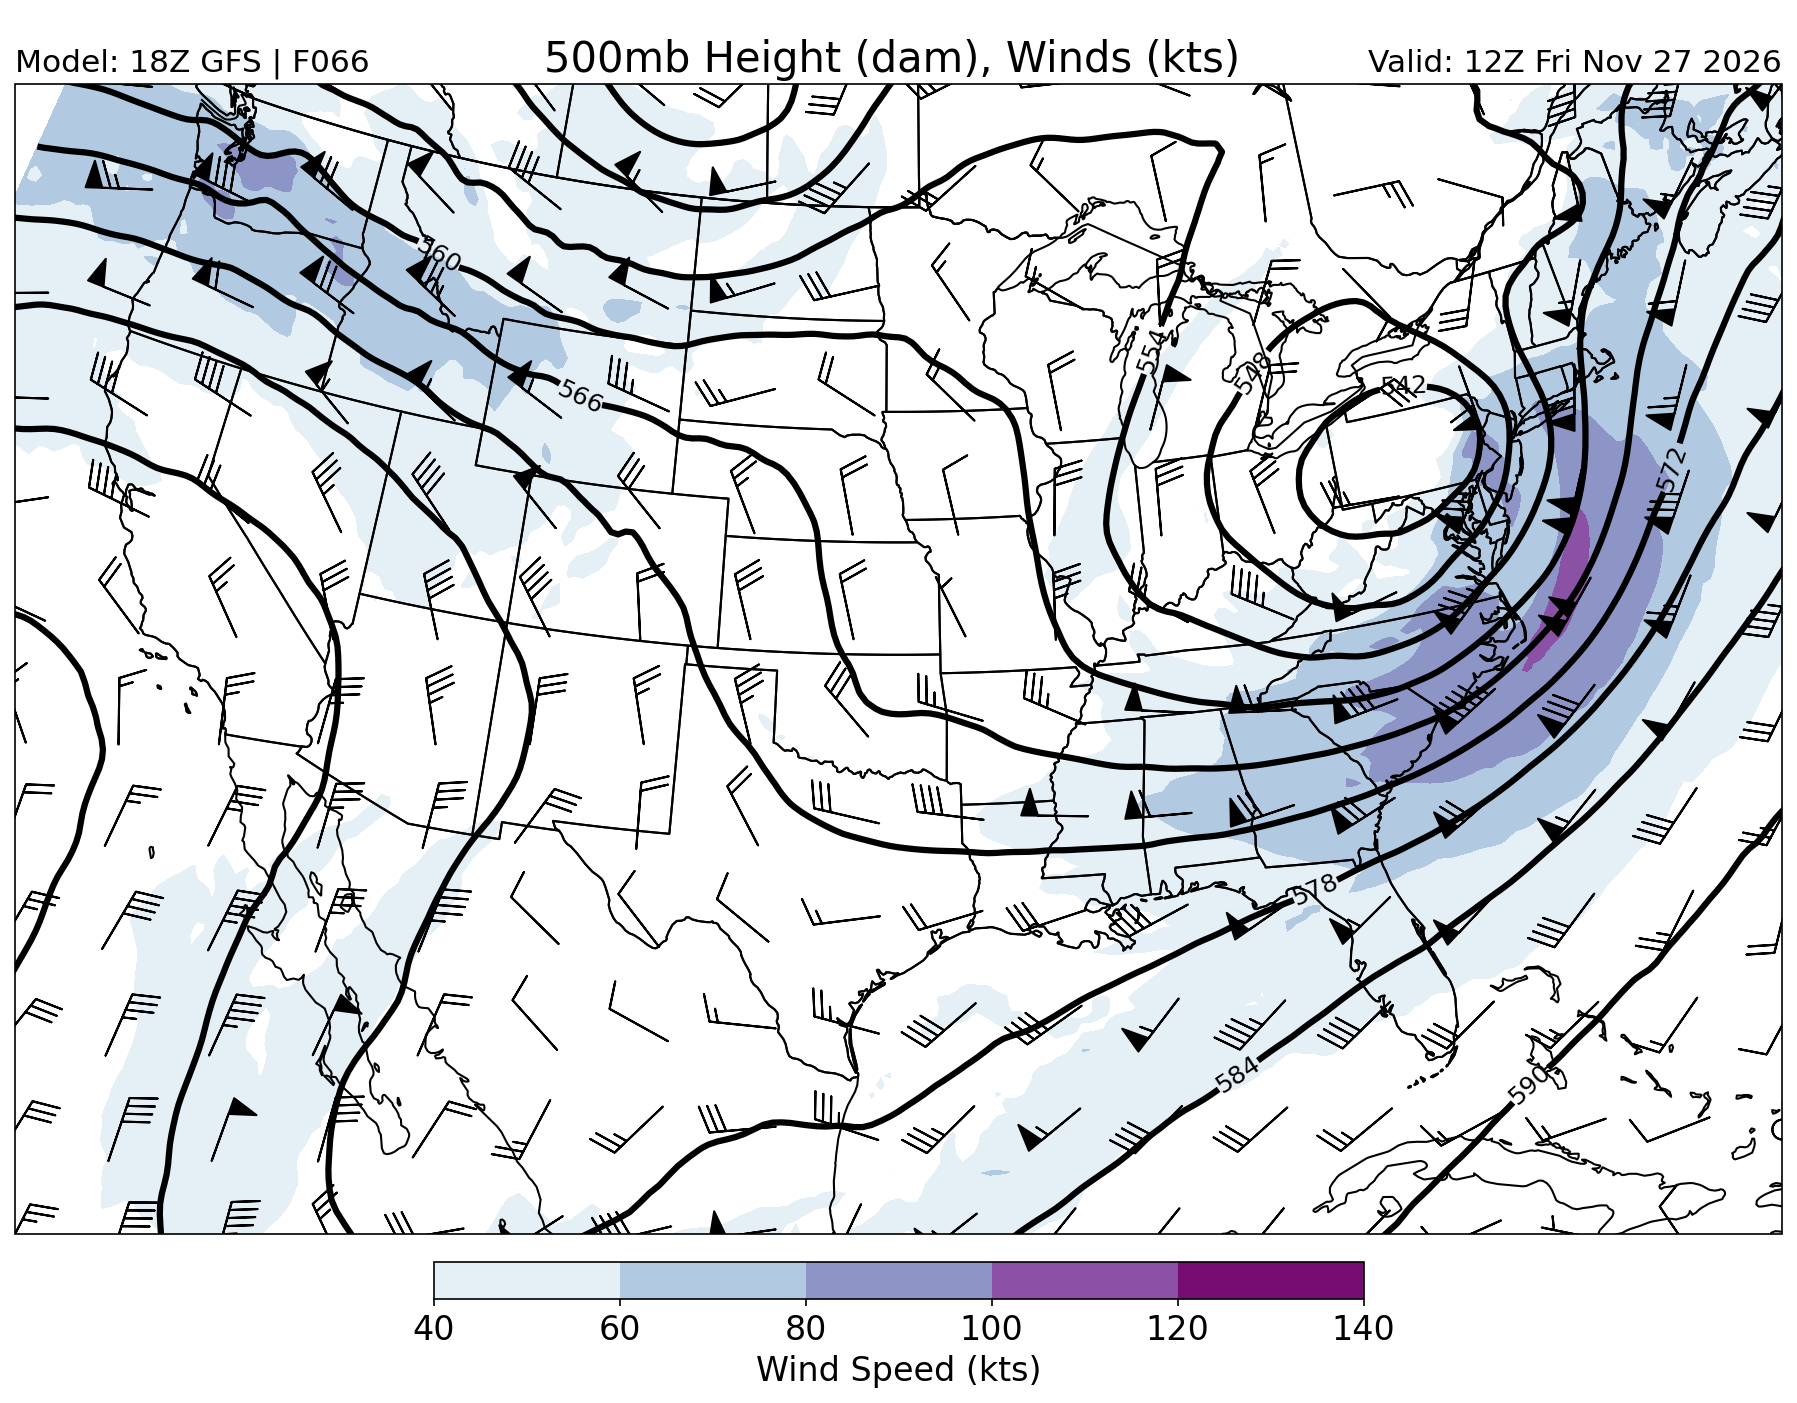 Model: 18Z GFS | F066
500mb Height (dam), Winds (kts)
Valid: 12Z Fri Nov 27 2026
560
566
554
548
542
572
578
584
590
40 60 80 100 120 140
Wind Speed (kts)